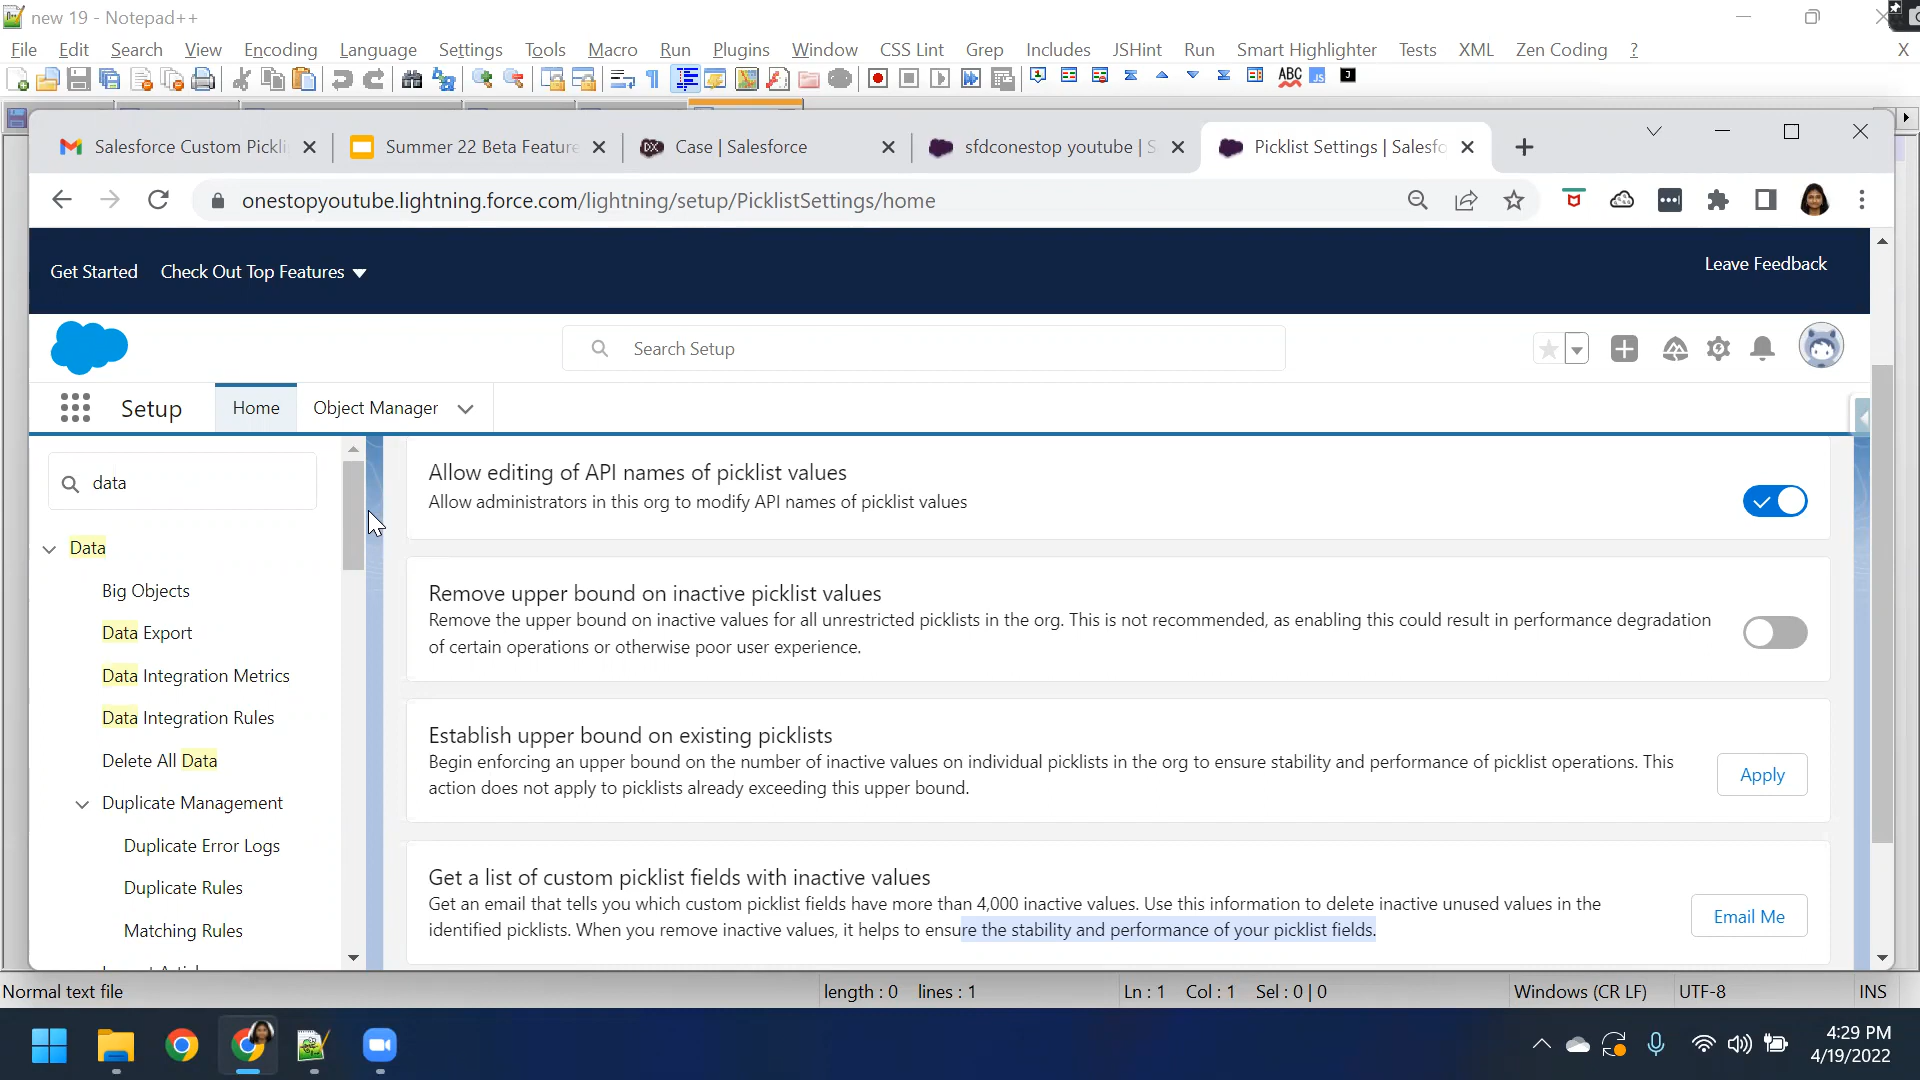 new 19 - Notepad++
File Edit Search View Encoding Language Settings Tools Macro Run Plugins Window CSS Lint Grep Includes JSHint Run Smart Highlighter Tests XML Zen Coding ? X
ABC
Salesforce Custom Pickli
Summer 22 Beta Feature
DX Case | Salesforce
sfdconestop youtube | S
Picklist Settings | Salesfo
onestopyoutube.lightning.force.com/lightning/setup/PicklistSettings/home
Get Started Check Out Top Features Leave Feedback
Search Setup
Setup Home Object Manager
data
Data
Big Objects
Data Export
Data Integration Metrics
Data Integration Rules
Delete All Data
Duplicate Management
Duplicate Error Logs
Duplicate Rules
Matching Rules
Allow editing of API names of picklist values
Allow administrators in this org to modify API names of picklist values
Remove upper bound on inactive picklist values
Remove the upper bound on inactive values for all unrestricted picklists in the org. This is not recommended, as enabling this could result in performance degradation
of certain operations or otherwise poor user experience.
Establish upper bound on existing picklists
Begin enforcing an upper bound on the number of inactive values on individual picklists in the org to ensure stability and performance of picklist operations. This
action does not apply to picklists already exceeding this upper bound.
Apply
Get a list of custom picklist fields with inactive values
Get an email that tells you which custom picklist fields have more than 4,000 inactive values. Use this information to delete inactive unused values in the
identified picklists. When you remove inactive values, it helps to ensure the stability and performance of your picklist fields.
Email Me
Normal text file length : 0 lines : 1 Ln : 1 Col : 1 Sel : 0 | 0 Windows (CR LF) UTF-8 INS
4:29 PM
4/19/2022